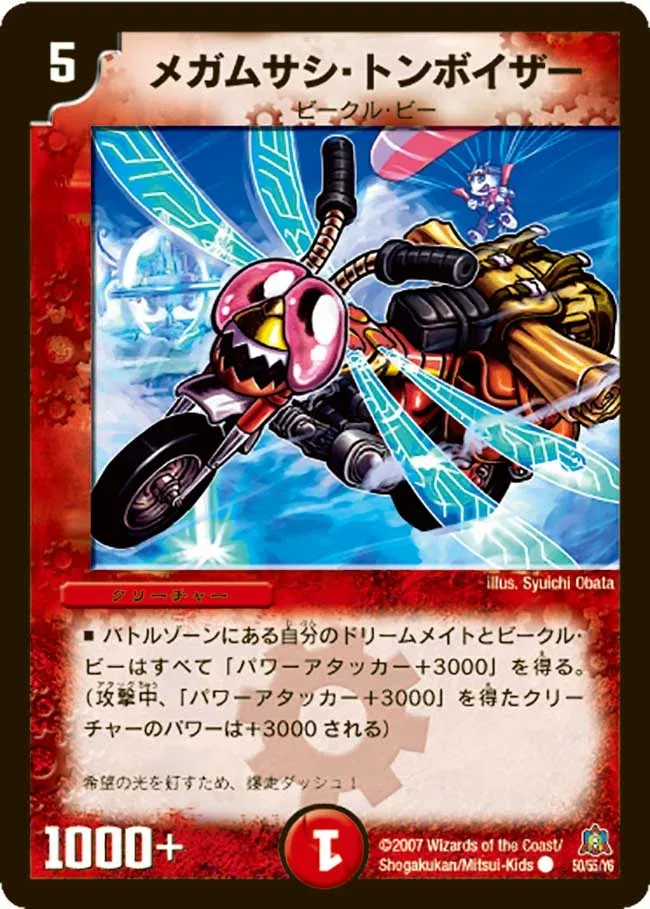 5
メガムサシ・トンボイザー
ビークル・ビー
illus. Syuichi Obata
クリーチャー
■ バトルゾーンにある自分のドリームメイトとビークル・
ビーはすべて「パワーアタッカー+3000」を得る。
(攻撃中、「パワーアタッカー+3000」を得たクリー
チャーのパワーは+3000される)
希望の光を灯すため、爆走ダッシュ！
1000+
1
©2007 Wizards of the Coast/
Shogakukan/Mitsui-Kids
50/55/Y6